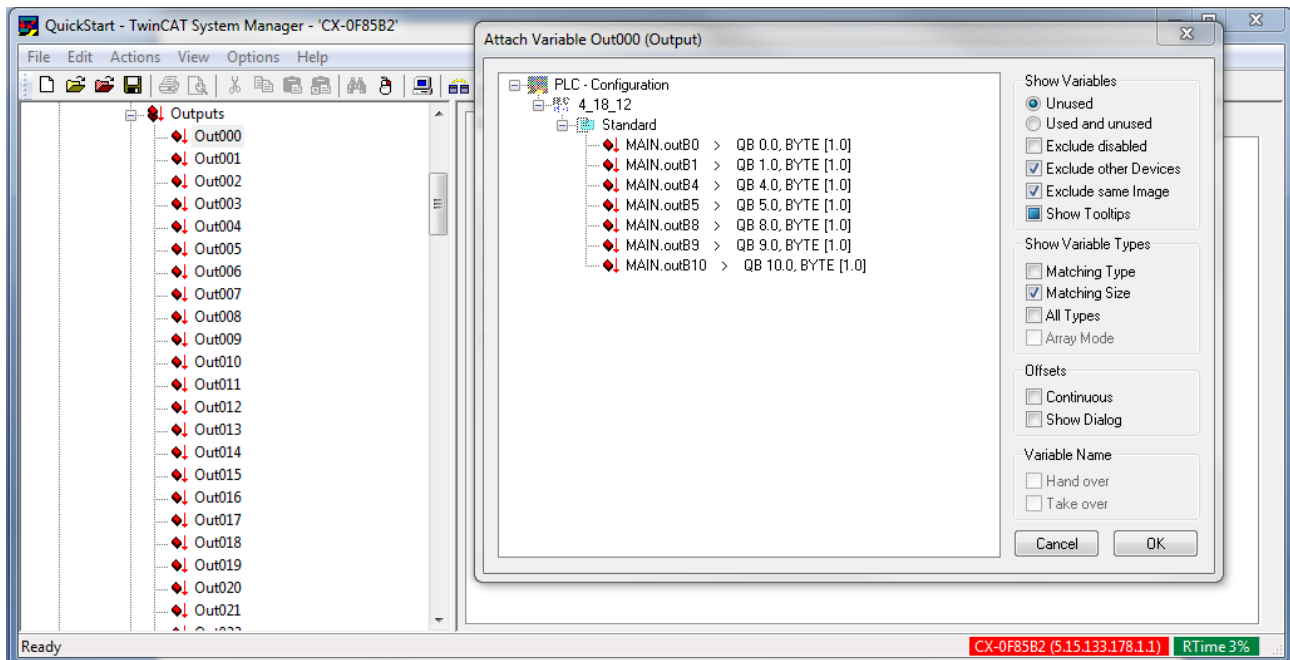 QuickStart - TwinCAT System Manager - 'CX-0F85B2'
File Edit Actions View Options Help
Outputs
Out000
Out001
Out002
Out003
Out004
Out005
Out006
Out007
Out008
Out009
Out010
Out011
Out012
Out013
Out014
Out015
Out016
Out017
Out018
Out019
Out020
Out021
Attach Variable Out000 (Output)
PLC - Configuration
4_18_12
Standard
MAIN.outB0 > QB 0.0, BYTE [1.0]
MAIN.outB1 > QB 1.0, BYTE [1.0]
MAIN.outB4 > QB 4.0, BYTE [1.0]
MAIN.outB5 > QB 5.0, BYTE [1.0]
MAIN.outB8 > QB 8.0, BYTE [1.0]
MAIN.outB9 > QB 9.0, BYTE [1.0]
MAIN.outB10 > QB 10.0, BYTE [1.0]
Show Variables
Unused
Used and unused
Exclude disabled
Exclude other Devices
Exclude same Image
Show Tooltips
Show Variable Types
Matching Type
Matching Size
All Types
Array Mode
Offsets
Continuous
Show Dialog
Variable Name
Hand over
Take over
Cancel OK
Ready
CX-0F85B2 (5.15.133.178.1.1) RTime 3%